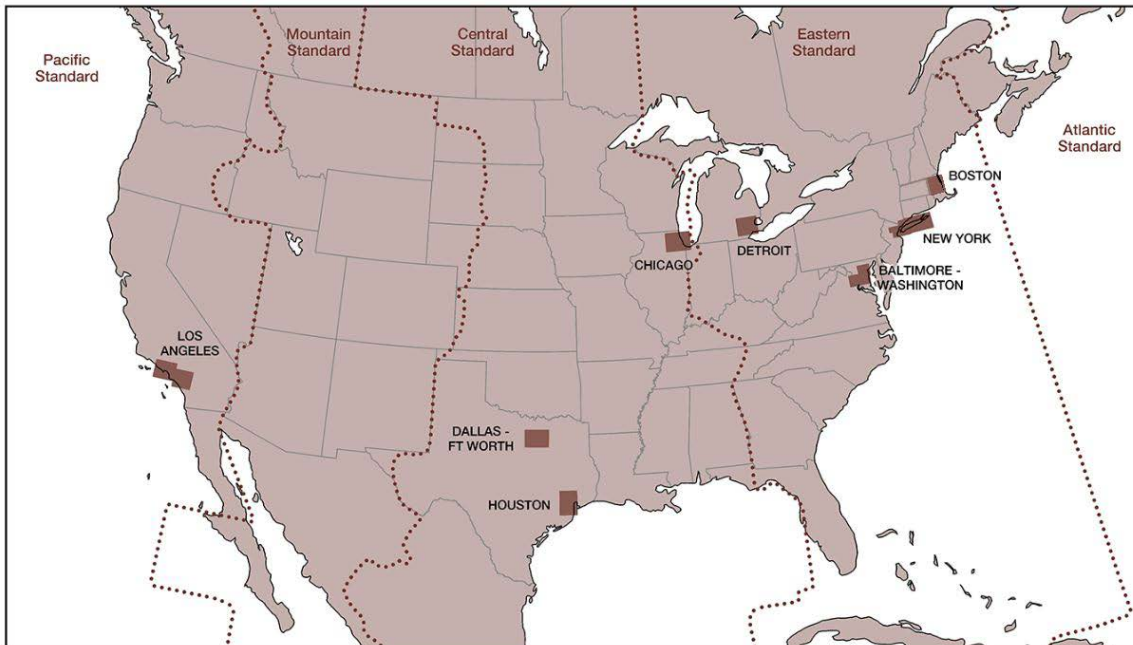 Pacific
Standard
Mountain
Standard
Central
Standard
Eastern
Standard
Atlantic
Standard
BOSTON
NEW YORK
DETROIT
CHICAGO
BALTIMORE -
WASHINGTON
LOS
ANGELES
DALLAS -
FT WORTH
HOUSTON